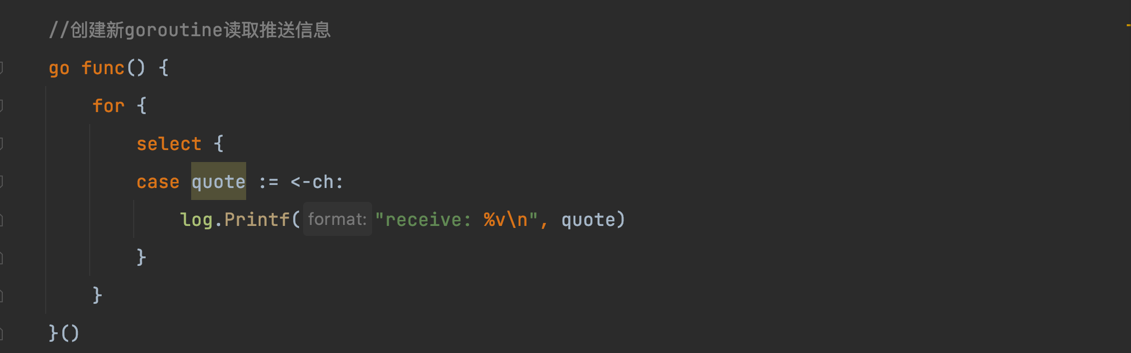 //创建新goroutine读取推送信息
go func() {
for {
select {
case quote := <-ch:
log.Printf( format: "receive: %v\n", quote)
}
}
}()